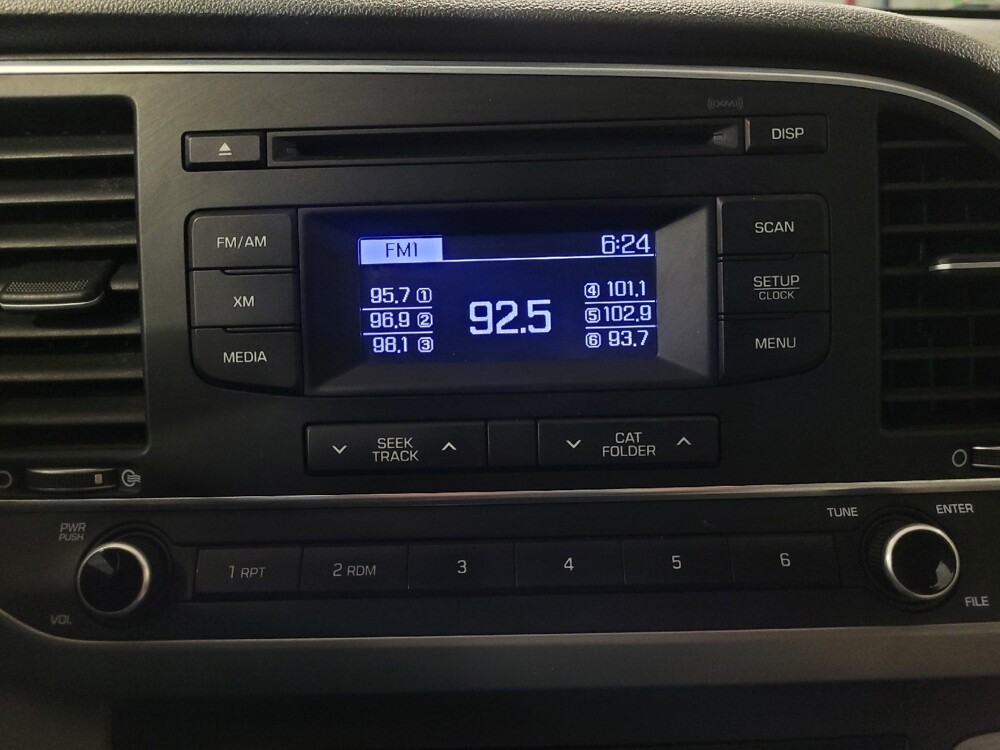 ((XM))
DISP
FM/AM
XM
MEDIA
FM1 6:24
95.7 1
96.9 2
98.1 3
92.5
4 101.1
5 102.9
6 93.7
SCAN
SETUP
CLOCK
MENU
SEEK
TRACK
CAT
FOLDER
PWR
PUSH
VOL
1 RPT
2 RDM
3
4
5
6
TUNE
ENTER
FILE